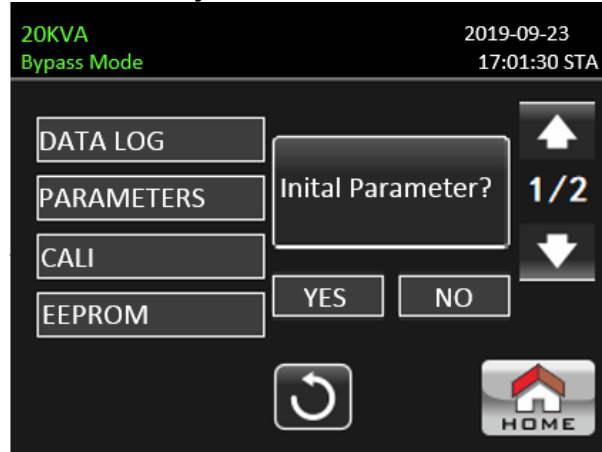 20KVA
2019-09-23
Bypass Mode
17:01:30 STA
DATA LOG
PARAMETERS
CALI
EEPROM
Inital Parameter?
YES
NO
1/2
HOME